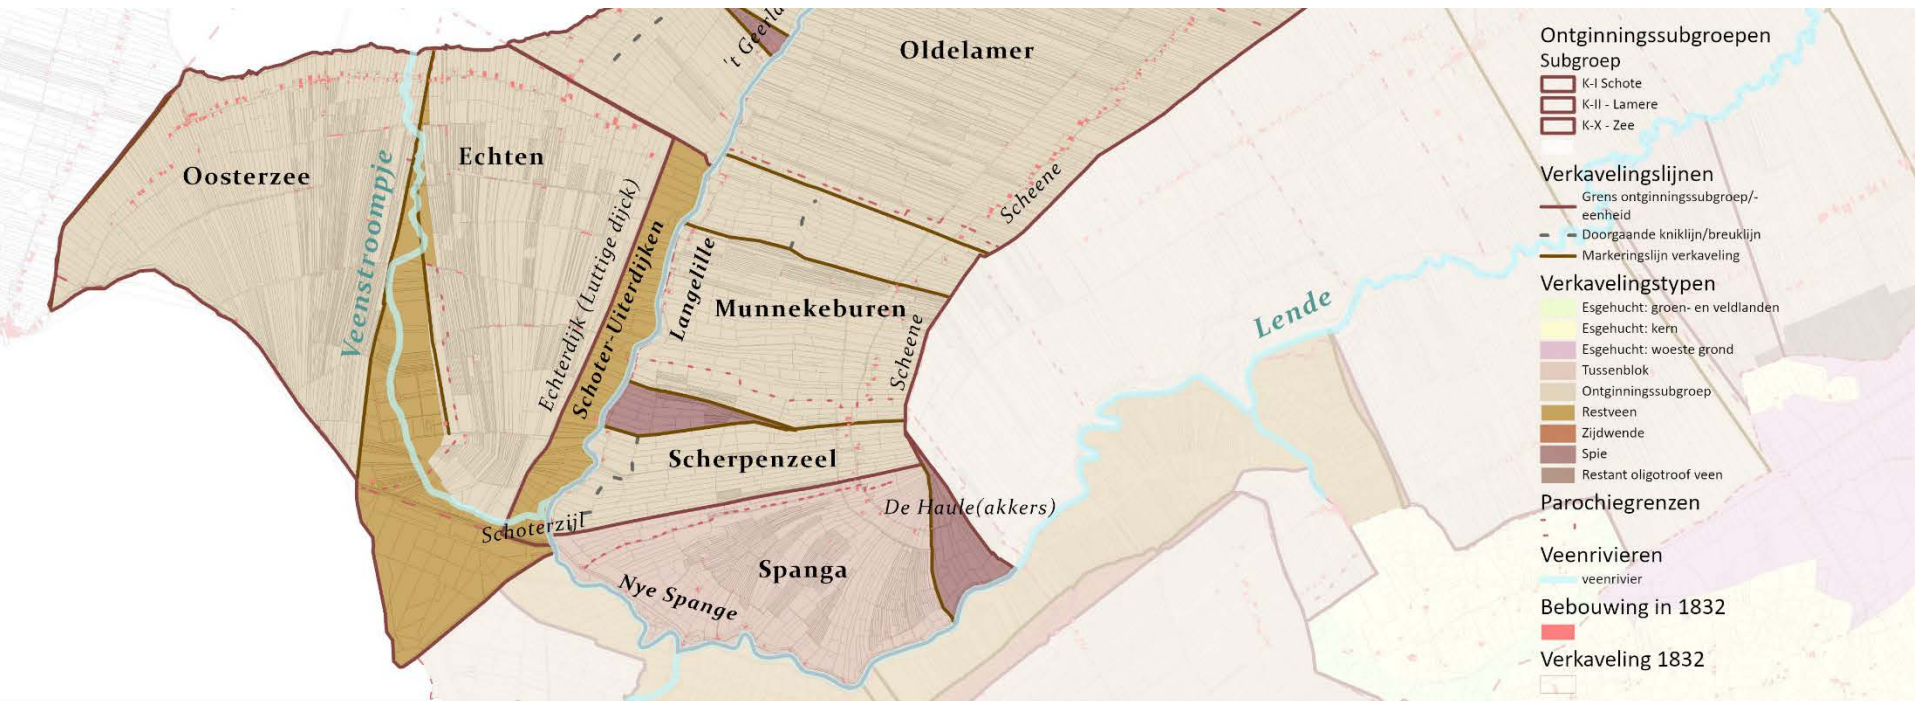 't Geerla
Oldelamer
Oosterzee
Echten
Veenstroompje
Echterdijk (Luttige dijck)
Schoter-Uiterdijken
Langelille
Scheene
Munnekeburen
Scheene
Scherpenzeel
Schoterzijl
De Haule(akkers)
Spanga
Nye Spange
Lende
Ontginningssubgroepen
Subgroep
K-I Schote
K-II - Lamere
K-X - Zee
Verkavelingslijnen
Grens ontginningssubgroep/-
eenheid
Doorgaande kniklijn/breuklijn
Markeringslijn verkaveling
Verkavelingstypen
Esgehucht: groen- en veldlanden
Esgehucht: kern
Esgehucht: woeste grond
Tussenblok
Ontginningssubgroep
Restveen
Zijdwende
Spie
Restant oligotroof veen
Parochiegrenzen
Veenrivieren
veenrivier
Bebouwing in 1832
Verkaveling 1832